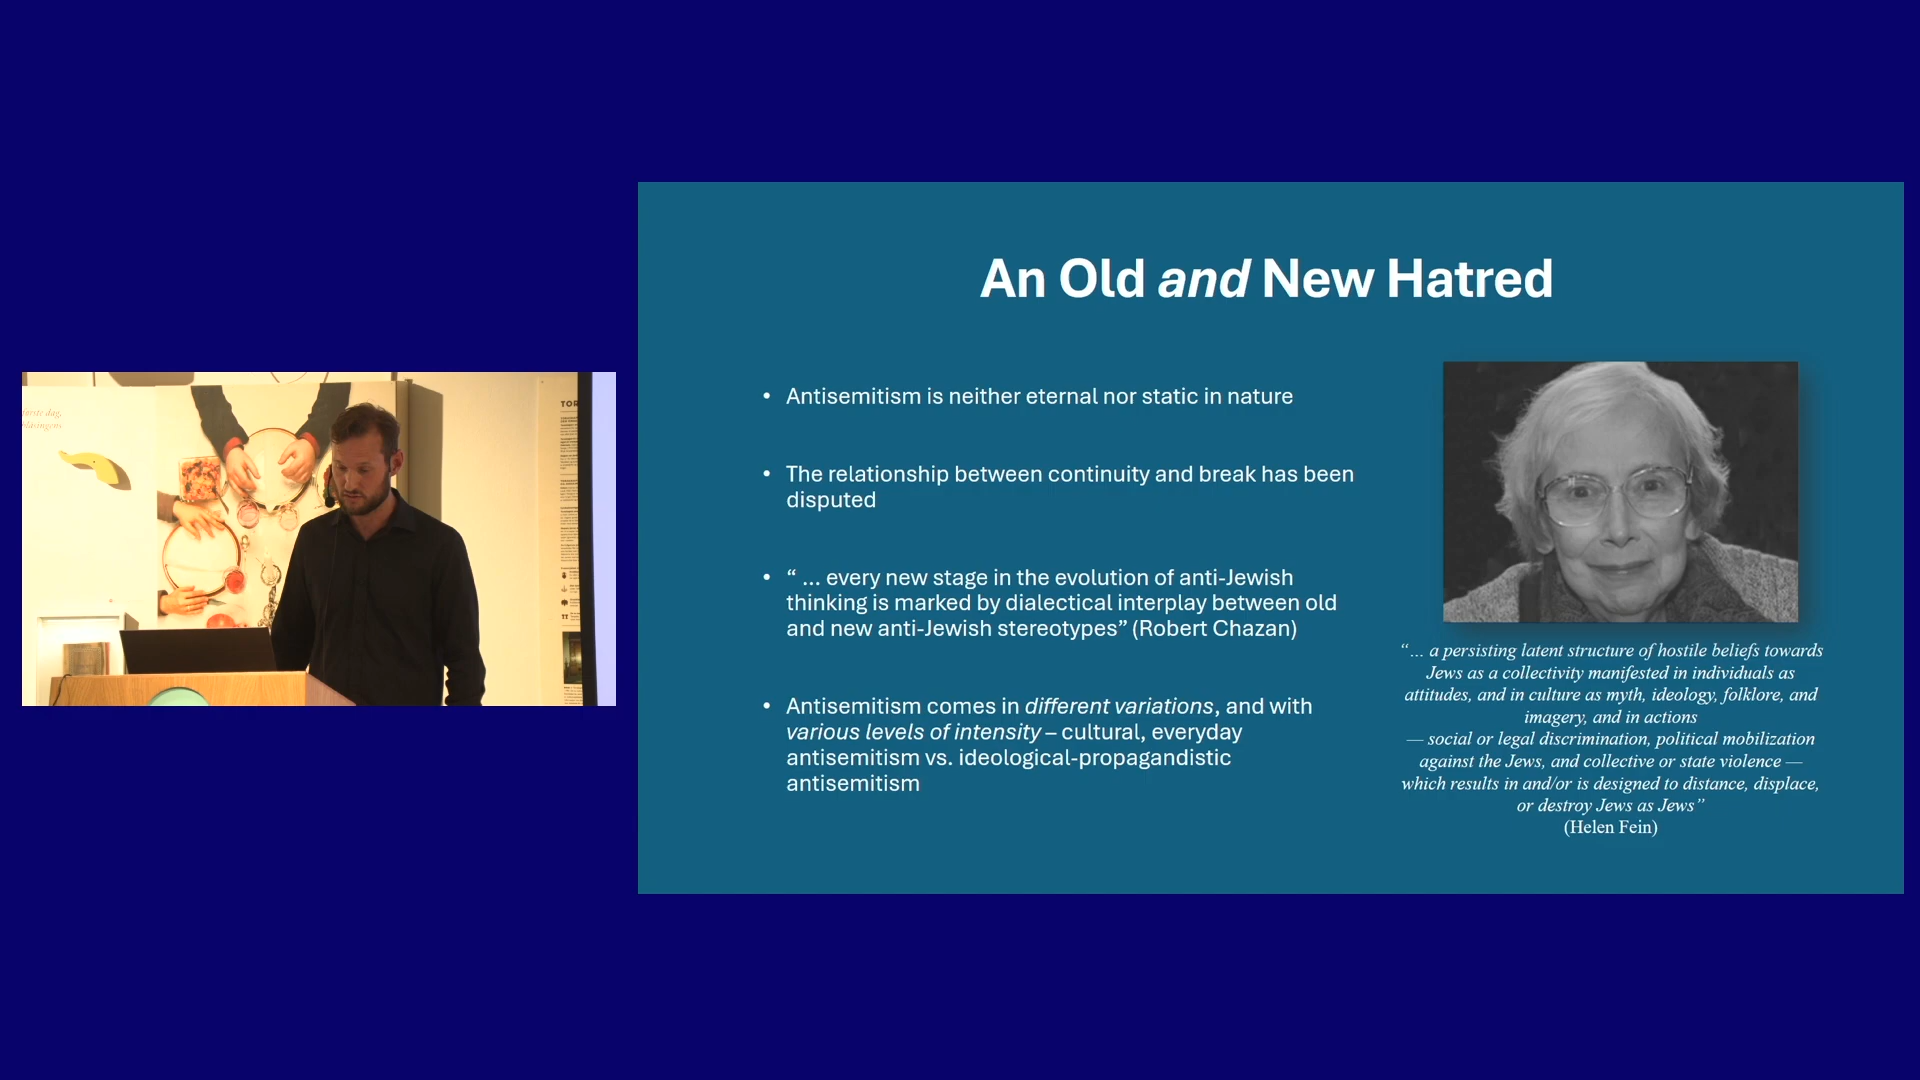 An Old and New Hatred
• Antisemitism is neither eternal nor static in nature
• The relationship between continuity and break has been
disputed
• “ ... every new stage in the evolution of anti-Jewish
thinking is marked by dialectical interplay between old
and new anti-Jewish stereotypes” (Robert Chazan)
• Antisemitism comes in different variations, and with
various levels of intensity – cultural, everyday
antisemitism vs. ideological-propagandistic
antisemitism
“... a persisting latent structure of hostile beliefs towards
Jews as a collectivity manifested in individuals as
attitudes, and in culture as myth, ideology, folklore, and
imagery, and in actions
— social or legal discrimination, political mobilization
against the Jews, and collective or state violence —
which results in and/or is designed to distance, displace,
or destroy Jews as Jews”
(Helen Fein)
dag,
TOR